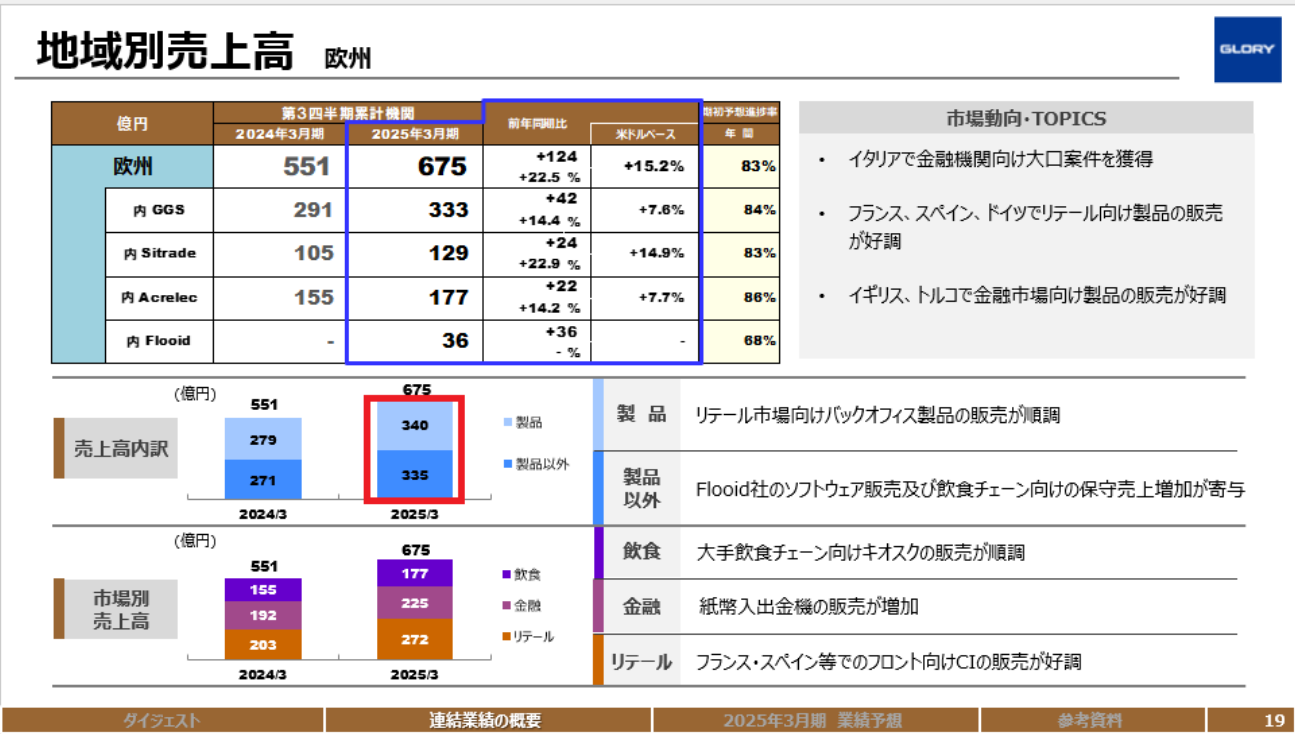 地域別売上高 欧州
GLORY
億円 第3四半期累計機関 前年同期比 期初予想進捗率
2024年3月期 2025年3月期 米ドルベース 年 間
欧州 551 675 +124 +22.5 % +15.2% 83%
内 GGS 291 333 +42 +14.4 % +7.6% 84%
内 Sitrade 105 129 +24 +22.9 % +14.9% 83%
内 Acrelec 155 177 +22 +14.2 % +7.7% 86%
内 Flooid - 36 +36 - % - 68%
市場動向･TOPICS
• イタリアで金融機関向け大口案件を獲得
• フランス、スペイン、ドイツでリテール向け製品の販売
が好調
• イギリス、トルコで金融市場向け製品の販売が好調
売上高内訳
(億円)
551 675
279 340
271 335
2024/3 2025/3
製品
製品以外
製 品 リテール市場向けバックオフィス製品の販売が順調
製品
以外
Flooid社のソフトウェア販売及び飲食チェーン向けの保守売上増加が寄与
市場別
売上高
(億円)
551 675
155 177
192 225
203 272
2024/3 2025/3
飲食
金融
リテール
飲食 大手飲食チェーン向けキオスクの販売が順調
金融 紙幣入出金機の販売が増加
リテール フランス･スペイン等でのフロント向けCIの販売が好調
ダイジェスト 連結業績の概要 2025年3月期 業績予想 参考資料 19